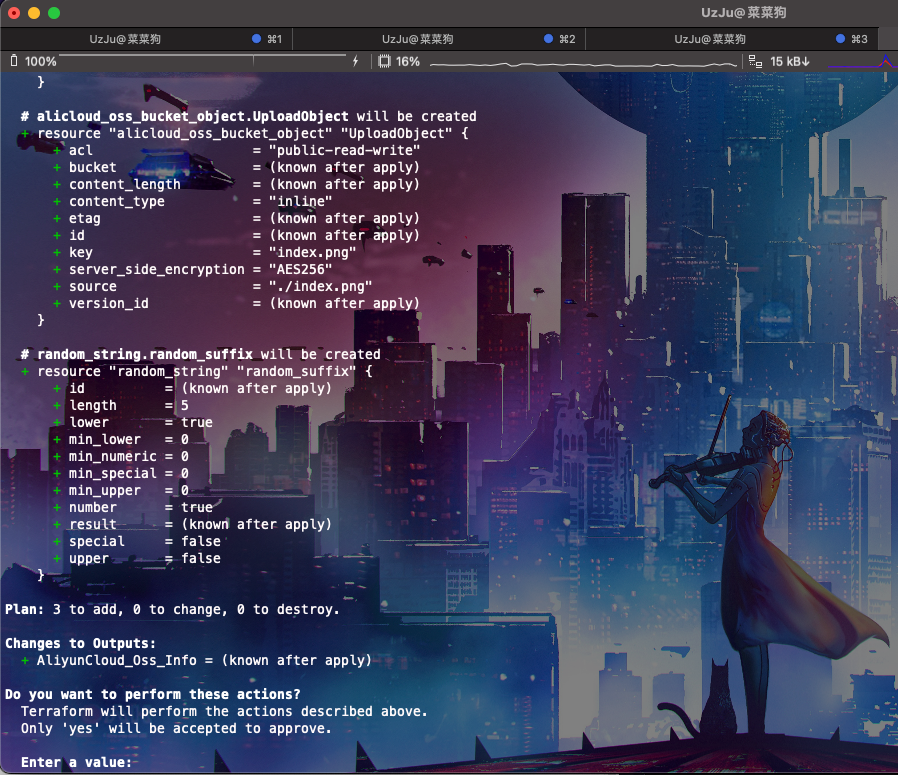 UzJu@菜菜狗
UzJu@菜菜狗 ⌘1 UzJu@菜菜狗 ⌘2 UzJu@菜菜狗 ⌘3
100% 16% 15 kB↓
}
# alicloud_oss_bucket_object.UploadObject will be created
+ resource "alicloud_oss_bucket_object" "UploadObject" {
+ acl = "public-read-write"
+ bucket = (known after apply)
+ content_length = (known after apply)
+ content_type = "inline"
+ etag = (known after apply)
+ id = (known after apply)
+ key = "index.png"
+ server_side_encryption = "AES256"
+ source = "./index.png"
+ version_id = (known after apply)
}
# random_string.random_suffix will be created
+ resource "random_string" "random_suffix" {
+ id = (known after apply)
+ length = 5
+ lower = true
+ min_lower = 0
+ min_numeric = 0
+ min_special = 0
+ min_upper = 0
+ number = true
+ result = (known after apply)
+ special = false
+ upper = false
}
Plan: 3 to add, 0 to change, 0 to destroy.
Changes to Outputs:
+ AliyunCloud_Oss_Info = (known after apply)
Do you want to perform these actions?
Terraform will perform the actions described above.
Only 'yes' will be accepted to approve.
Enter a value: